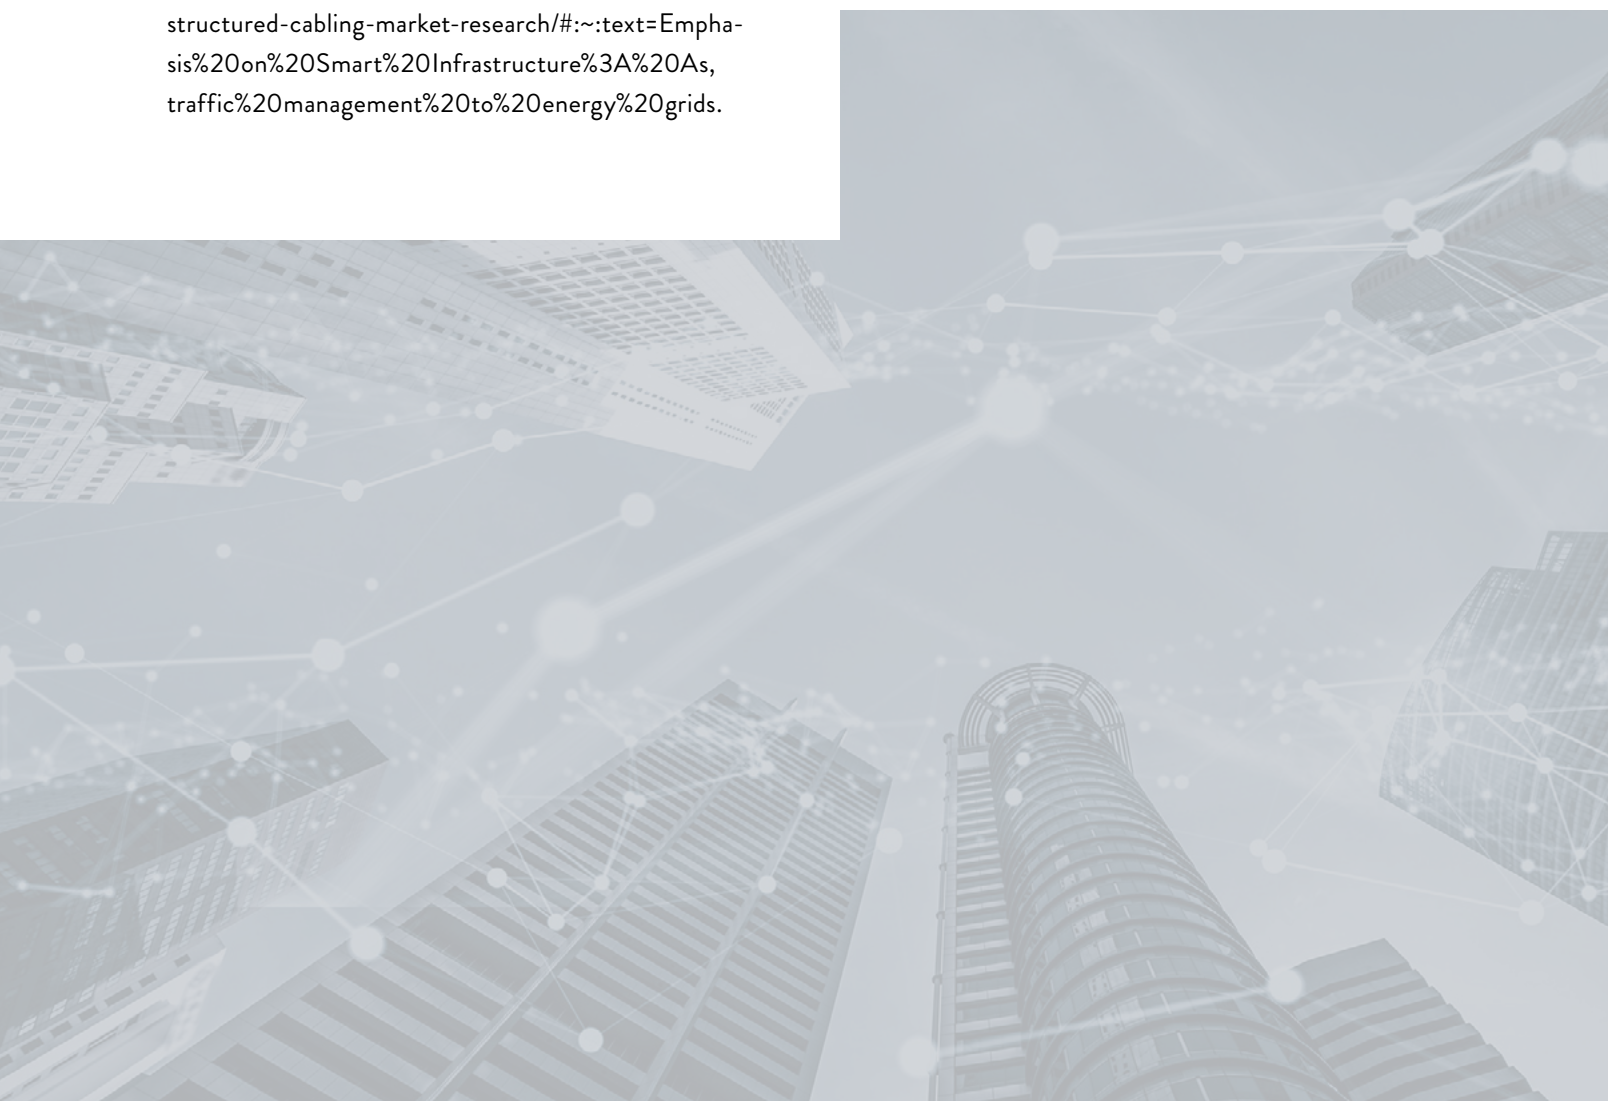 structured-cabling-market-research/#:~:text=Empha-
sis%20on%20Smart%20Infrastructure%3A%20As,
traffic%20management%20to%20energy%20grids.